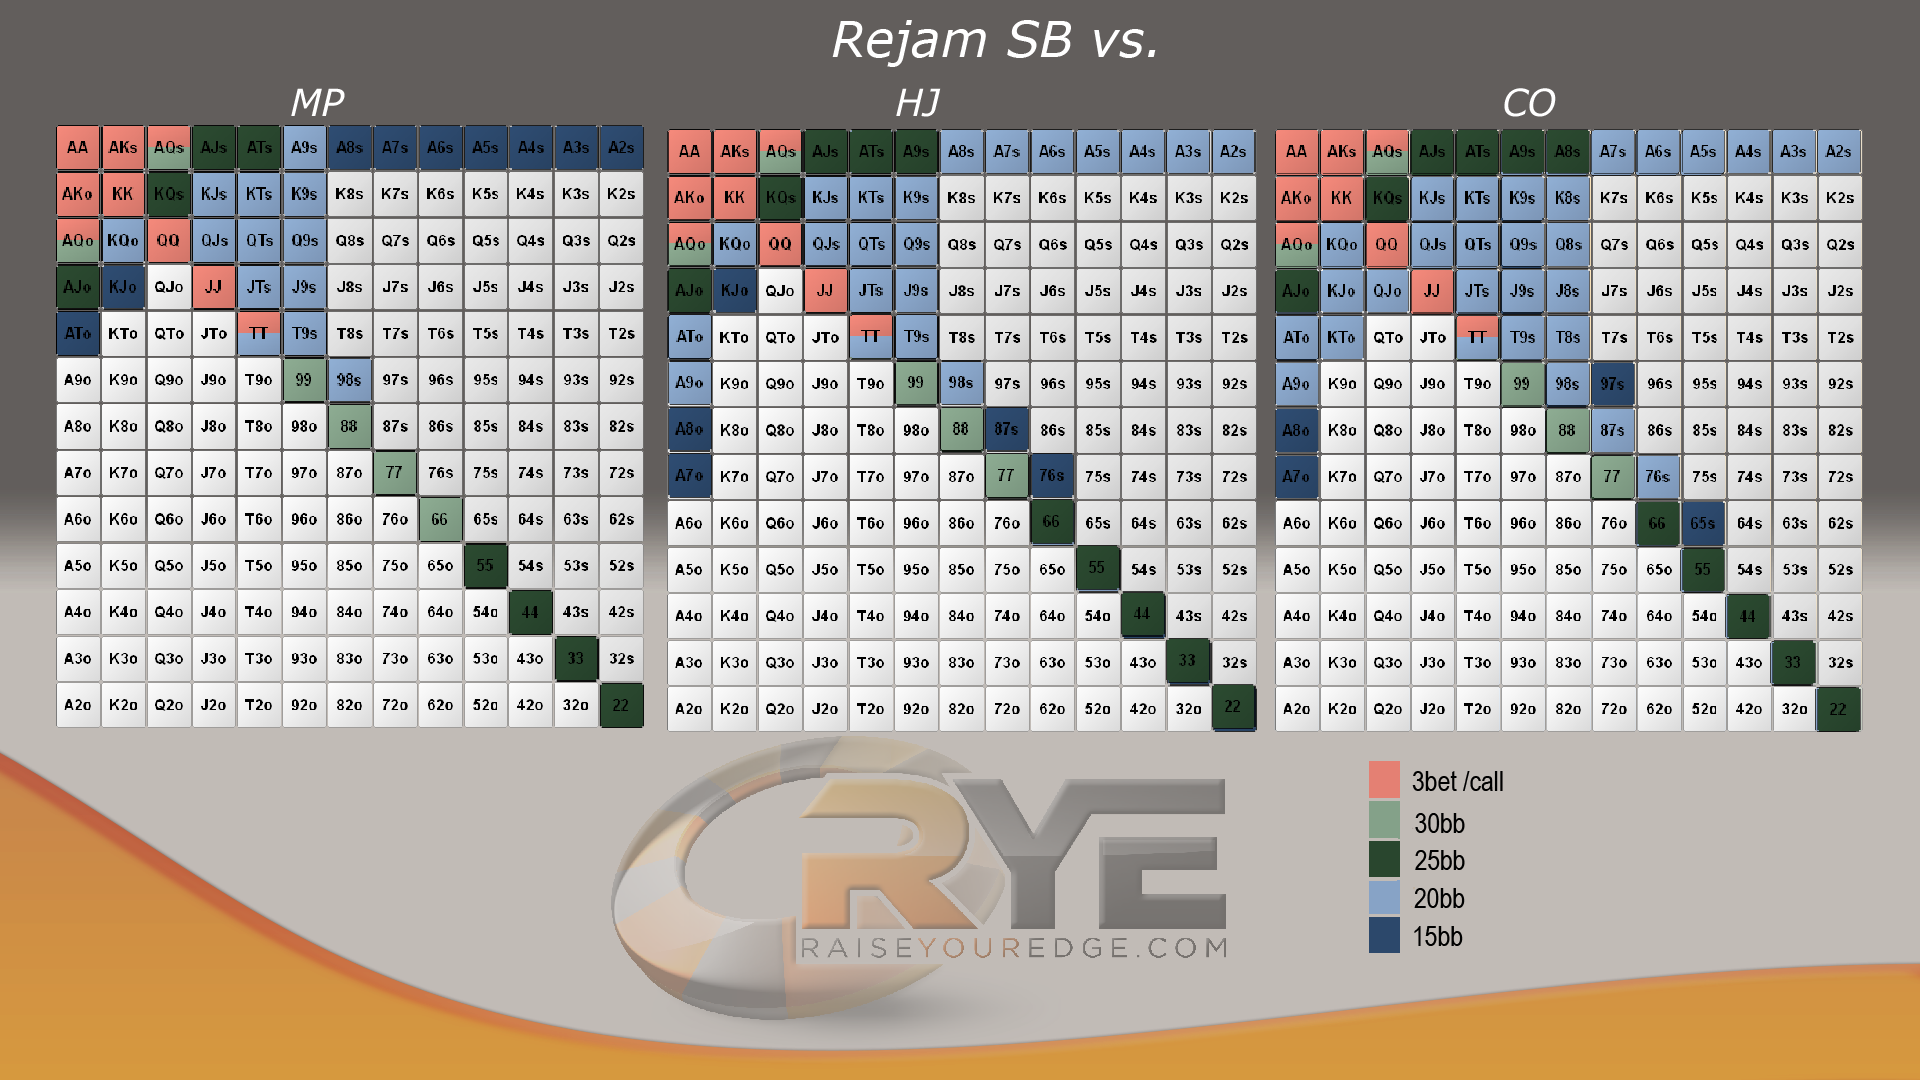 Rejam SB vs.
MP HJ CO
AA AKs AQs AJs ATs A9s A8s A7s A6s A5s A4s A3s A2s
AKo KK KQs KJs KTs K9s K8s K7s K6s K5s K4s K3s K2s
AQo KQo QQ QJs QTs Q9s Q8s Q7s Q6s Q5s Q4s Q3s Q2s
AJo KJo QJo JJ JTs J9s J8s J7s J6s J5s J4s J3s J2s
ATo KTo QTo JTo TT T9s T8s T7s T6s T5s T4s T3s T2s
A9o K9o Q9o J9o T9o 99 98s 97s 96s 95s 94s 93s 92s
A8o K8o Q8o J8o T8o 98o 88 87s 86s 85s 84s 83s 82s
A7o K7o Q7o J7o T7o 97o 87o 77 76s 75s 74s 73s 72s
A6o K6o Q6o J6o T6o 96o 86o 76o 66 65s 64s 63s 62s
A5o K5o Q5o J5o T5o 95o 85o 75o 65o 55 54s 53s 52s
A4o K4o Q4o J4o T4o 94o 84o 74o 64o 54o 44 43s 42s
A3o K3o Q3o J3o T3o 93o 83o 73o 63o 53o 43o 33 32s
A2o K2o Q2o J2o T2o 92o 82o 72o 62o 52o 42o 32o 22
AA AKs AQs AJs ATs A9s A8s A7s A6s A5s A4s A3s A2s
AKo KK KQs KJs KTs K9s K8s K7s K6s K5s K4s K3s K2s
AQo KQo QQ QJs QTs Q9s Q8s Q7s Q6s Q5s Q4s Q3s Q2s
AJo KJo QJo JJ JTs J9s J8s J7s J6s J5s J4s J3s J2s
ATo KTo QTo JTo TT T9s T8s T7s T6s T5s T4s T3s T2s
A9o K9o Q9o J9o T9o 99 98s 97s 96s 95s 94s 93s 92s
A8o K8o Q8o J8o T8o 98o 88 87s 86s 85s 84s 83s 82s
A7o K7o Q7o J7o T7o 97o 87o 77 76s 75s 74s 73s 72s
A6o K6o Q6o J6o T6o 96o 86o 76o 66 65s 64s 63s 62s
A5o K5o Q5o J5o T5o 95o 85o 75o 65o 55 54s 53s 52s
A4o K4o Q4o J4o T4o 94o 84o 74o 64o 54o 44 43s 42s
A3o K3o Q3o J3o T3o 93o 83o 73o 63o 53o 43o 33 32s
A2o K2o Q2o J2o T2o 92o 82o 72o 62o 52o 42o 32o 22
AA AKs AQs AJs ATs A9s A8s A7s A6s A5s A4s A3s A2s
AKo KK KQs KJs KTs K9s K8s K7s K6s K5s K4s K3s K2s
AQo KQo QQ QJs QTs Q9s Q8s Q7s Q6s Q5s Q4s Q3s Q2s
AJo KJo QJo JJ JTs J9s J8s J7s J6s J5s J4s J3s J2s
ATo KTo QTo JTo TT T9s T8s T7s T6s T5s T4s T3s T2s
A9o K9o Q9o J9o T9o 99 98s 97s 96s 95s 94s 93s 92s
A8o K8o Q8o J8o T8o 98o 88 87s 86s 85s 84s 83s 82s
A7o K7o Q7o J7o T7o 97o 87o 77 76s 75s 74s 73s 72s
A6o K6o Q6o J6o T6o 96o 86o 76o 66 65s 64s 63s 62s
A5o K5o Q5o J5o T5o 95o 85o 75o 65o 55 54s 53s 52s
A4o K4o Q4o J4o T4o 94o 84o 74o 64o 54o 44 43s 42s
A3o K3o Q3o J3o T3o 93o 83o 73o 63o 53o 43o 33 32s
A2o K2o Q2o J2o T2o 92o 82o 72o 62o 52o 42o 32o 22
3bet /call
30bb
25bb
20bb
15bb
RYE
RAISEYOUREDGE.COM